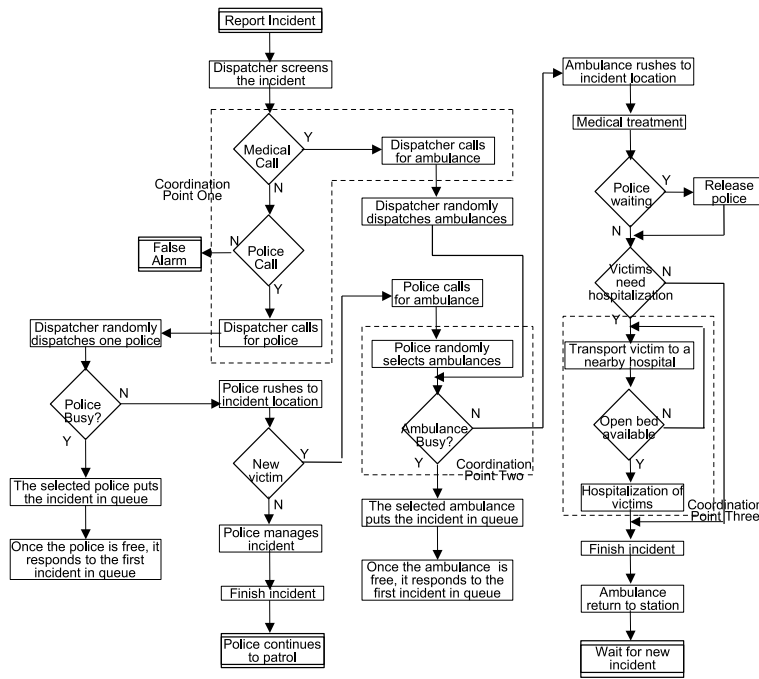 Report Incident
Dispatcher screens
the incident
Medical
Call
Y
N
Coordination
Point One
Dispatcher calls
for ambulance
Dispatcher randomly
dispatches ambulances
Police
Call
N
Y
False
Alarm
Dispatcher calls
for police
Dispatcher randomly
dispatches one police
Police
Busy?
N
Y
The selected police puts
the incident in queue
Once the police is free, it
responds to the first
incident in queue
Police rushes to
incident location
New
victim
Y
N
Police manages
incident
Finish incident
Police continues
to patrol
Police calls
for ambulance
Police randomly
selects ambulances
Ambulance
Busy?
N
Y
Coordination
Point Two
The selected ambulance
puts the incident in queue
Once the ambulance is
free, it responds to the
first incident in queue
Ambulance rushes to
incident location
Medical treatment
Police
waiting
Y
N
Release
police
Victims
need
hospitalization
N
Y
Transport victim to a
nearby hospital
Open bed
available
N
Y
Hospitalization of
victims
Coordination
Point Three
Finish incident
Ambulance
return to station
Wait for new
incident